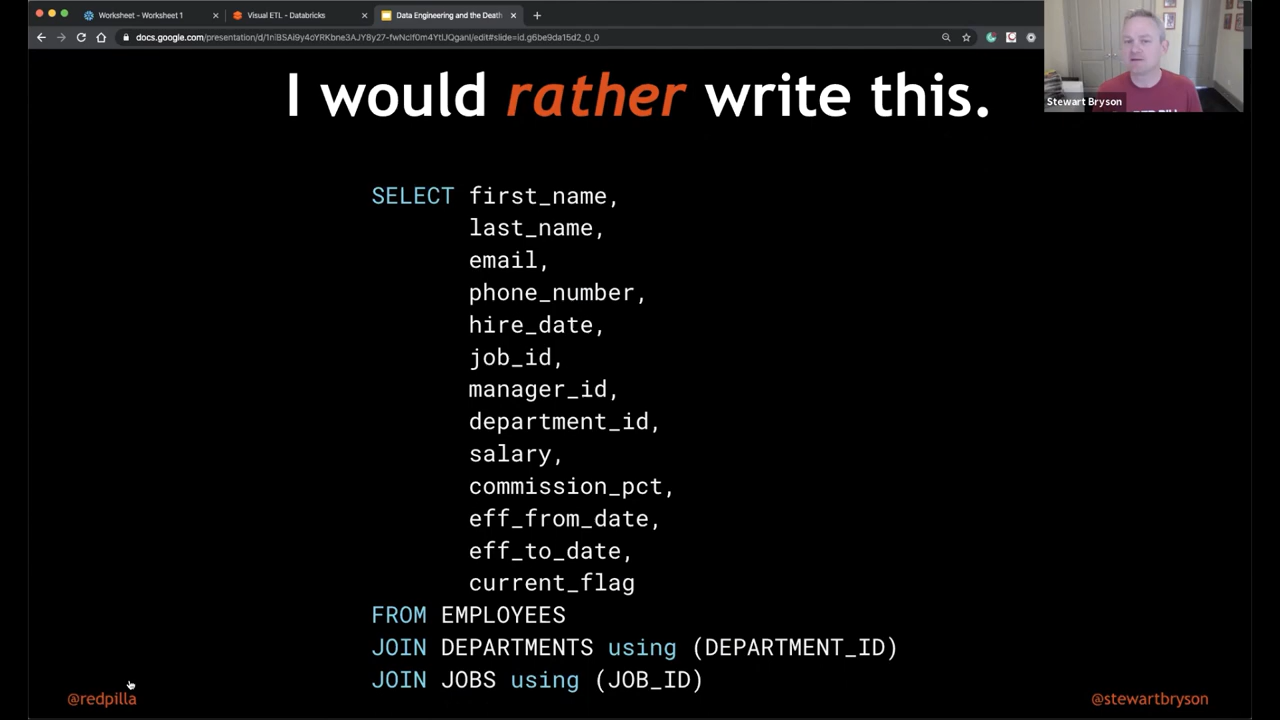 Worksheet - Worksheet 1
Visual ETL - Databricks
Data Engineering and the Death
I would rather write this.
Stewart Bryson
SELECT first_name,
last_name,
email,
phone_number,
hire_date,
job_id,
manager_id,
department_id,
salary,
commission_pct,
eff_from_date,
eff_to_date,
current_flag
FROM EMPLOYEES
JOIN DEPARTMENTS using (DEPARTMENT_ID)
JOIN JOBS using (JOB_ID)
@redpilla
@stewartbryson